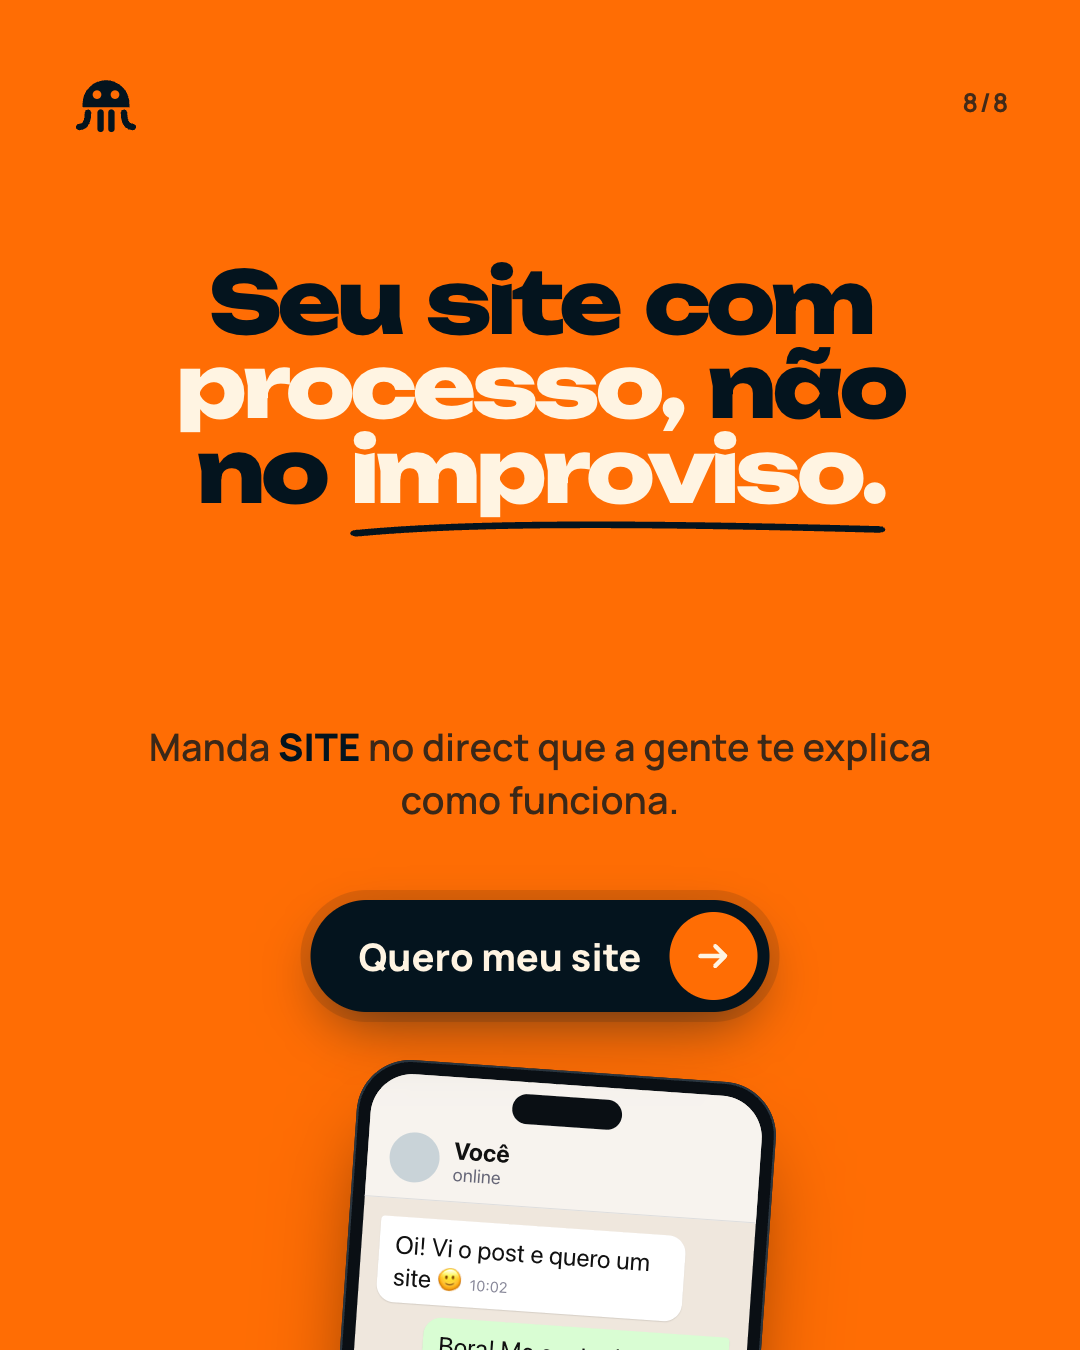 8/8
Seu site com
processo, não
no improviso.
Manda SITE no direct que a gente te explica
como funciona.
Quero meu site
Você
online
Oi! Vi o post e quero um
site 🙂 10:02
Bora!